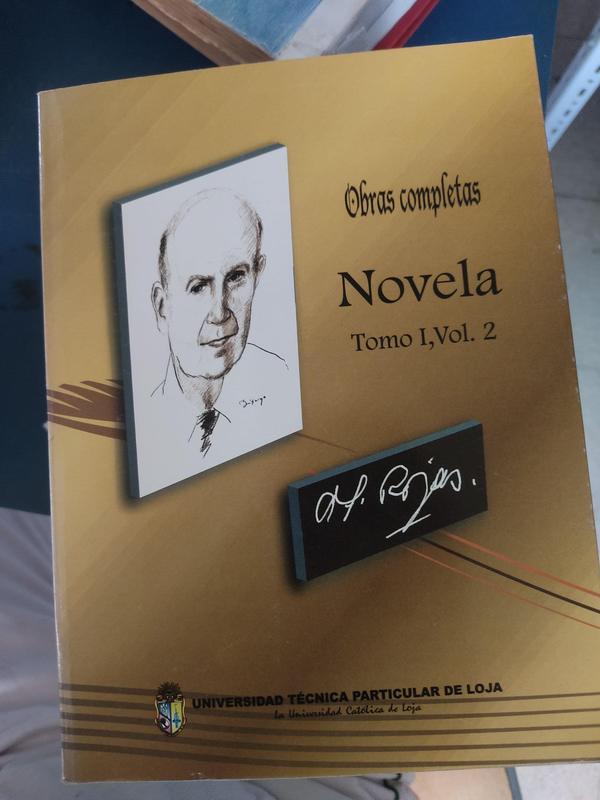 Obras completas
Novela
Tomo I, Vol. 2
A. F. Rojas.
UNIVERSIDAD TÉCNICA PARTICULAR DE LOJA
la Universidad Católica de Loja